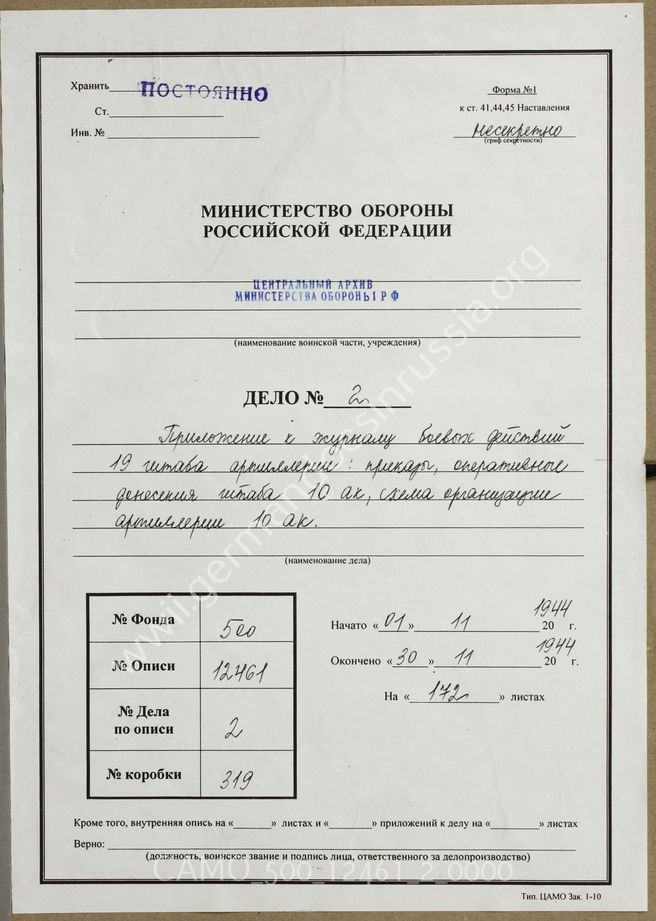 Хранить ПОСТОЯННО
Форма №1
Ст.
к ст. 41,44,45 Наставления
Инв. №
несекретно
(гриф секретности)
МИНИСТЕРСТВО ОБОРОНЫ
РОССИЙСКОЙ ФЕДЕРАЦИИ
ЦЕНТРАЛЬНЫЙ АРХИВ
МИНИСТЕРСТВА ОБОРОНЫ РФ
(наименование воинской части, учреждения)
ДЕЛО № 2
Приложение к журналу боевых действий
19 штаба артиллерии: приказы, оперативные
донесения штаба 10 ак, схема организации
артиллерии 10 ак.
(наименование дела)
№ Фонда 500
№ Описи 12461
№ Дела
по описи 2
№ коробки 319
1944
Начато «01» 11 20 г.
1944
Окончено «30» 11 20 г.
На «172» листах
Кроме того, внутренняя опись на « » листах и « » приложений к делу на « » листах
Верно:
(должность, воинское звание и подпись лица, ответственного за делопроизводство)
Тип. ЦАМО Зак. 1-10
www.germandocsinrussia.org
CAMO_500_12461_2_0000